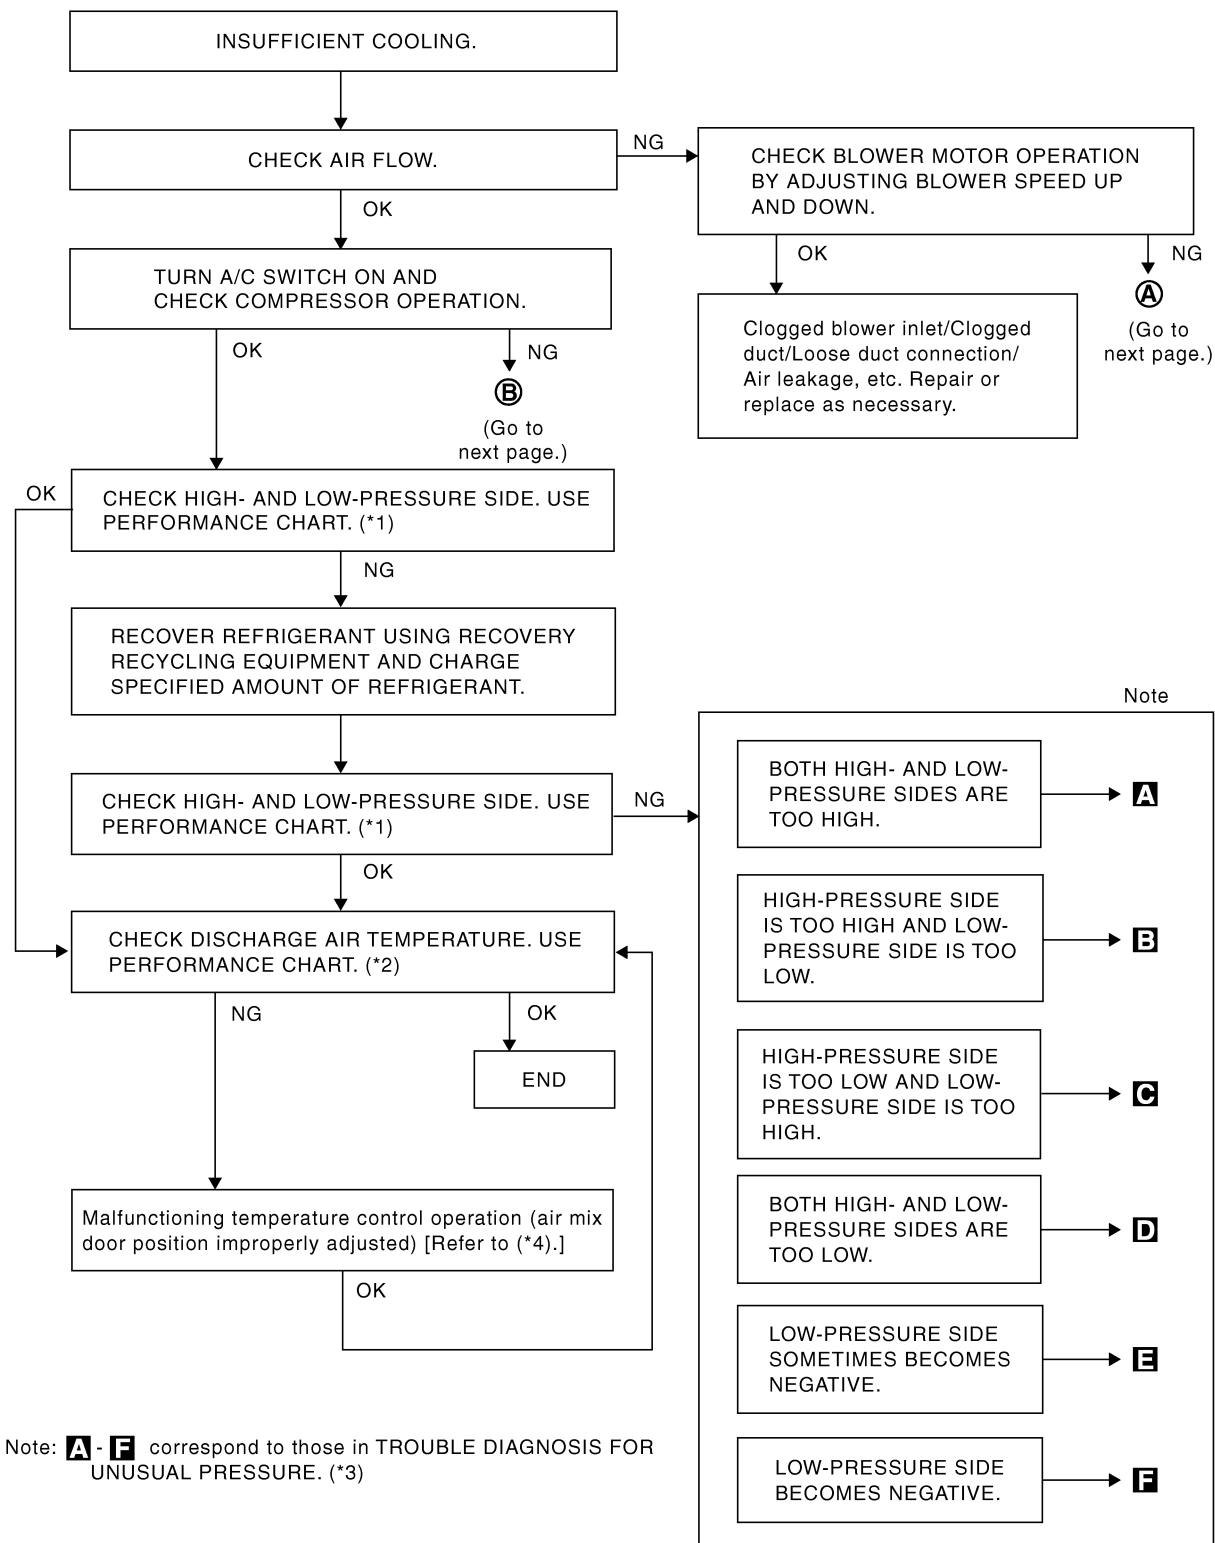 INSUFFICIENT COOLING.
CHECK AIR FLOW.
NG
CHECK BLOWER MOTOR OPERATION
BY ADJUSTING BLOWER SPEED UP
AND DOWN.
OK
OK
NG
TURN A/C SWITCH ON AND
CHECK COMPRESSOR OPERATION.
A
(Go to
next page.)
Clogged blower inlet/Clogged
duct/Loose duct connection/
Air leakage, etc. Repair or
replace as necessary.
OK
NG
B
(Go to
next page.)
OK
CHECK HIGH- AND LOW-PRESSURE SIDE. USE
PERFORMANCE CHART. (*1)
NG
RECOVER REFRIGERANT USING RECOVERY
RECYCLING EQUIPMENT AND CHARGE
SPECIFIED AMOUNT OF REFRIGERANT.
CHECK HIGH- AND LOW-PRESSURE SIDE. USE
PERFORMANCE CHART. (*1)
NG
OK
CHECK DISCHARGE AIR TEMPERATURE. USE
PERFORMANCE CHART. (*2)
NG
OK
END
Malfunctioning temperature control operation (air mix
door position improperly adjusted) [Refer to (*4).]
OK
Note
BOTH HIGH- AND LOW-
PRESSURE SIDES ARE
TOO HIGH.
A
HIGH-PRESSURE SIDE
IS TOO HIGH AND LOW-
PRESSURE SIDE IS TOO
LOW.
B
HIGH-PRESSURE SIDE
IS TOO LOW AND LOW-
PRESSURE SIDE IS TOO
HIGH.
C
BOTH HIGH- AND LOW-
PRESSURE SIDES ARE
TOO LOW.
D
LOW-PRESSURE SIDE
SOMETIMES BECOMES
NEGATIVE.
E
LOW-PRESSURE SIDE
BECOMES NEGATIVE.
F
Note: A - F correspond to those in TROUBLE DIAGNOSIS FOR
UNUSUAL PRESSURE. (*3)